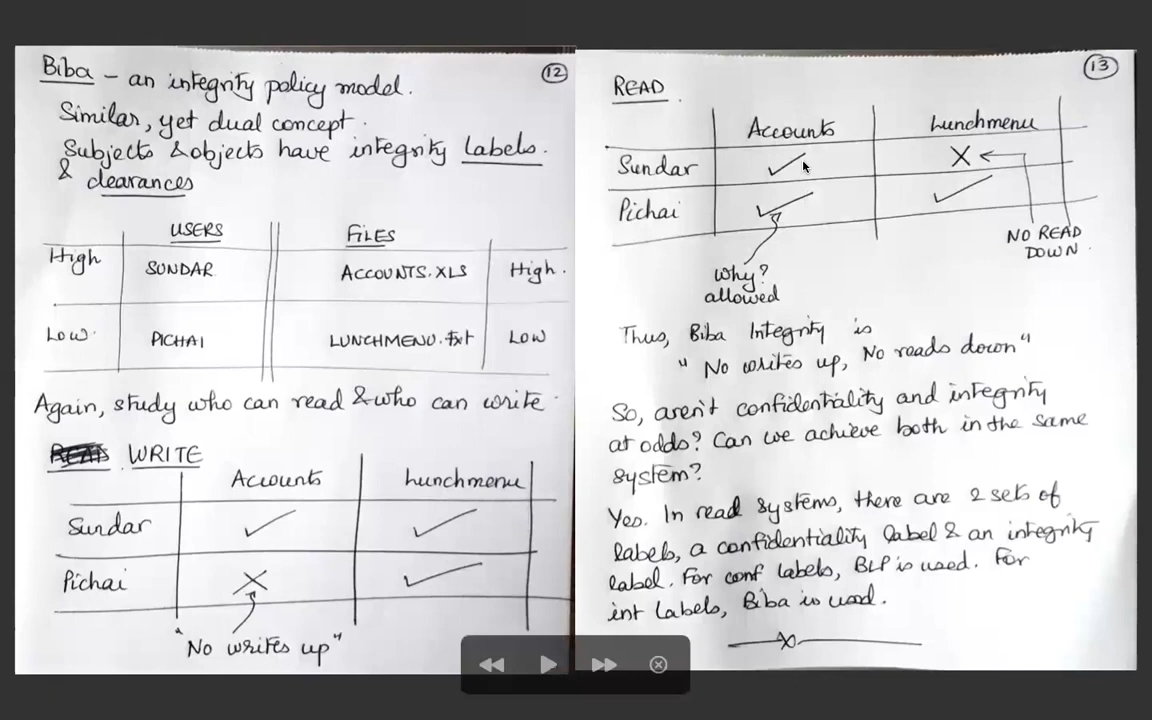 Biba - an integrity policy model.
12
Similar, yet dual concept.
Subjects & objects have integrity Labels.
& clearances
USERS FILES
High SUNDAR ACCOUNTS.XLS High.
Low. PICHAI LUNCHMENU.txt LOW
Again, study who can read & who can write.
READ WRITE
Accounts Lunchmenu
Sundar ✓ ✓
Pichai X ✓
"No writes up"
13
READ
Accounts Lunchmenu
Sundar ✓ X
Pichai ✓ ✓
NO READ
DOWN.
why?
allowed
Thus, Biba Integrity is
"No writes up, No reads down"
So, aren't confidentiality and integrity
at odds? Can we achieve both in the same
system?
Yes. In read systems, there are 2 sets of
labels, a confidentiality label & an integrity
label. For conf labels, BLP is used. For
int Labels, Biba is used.
X